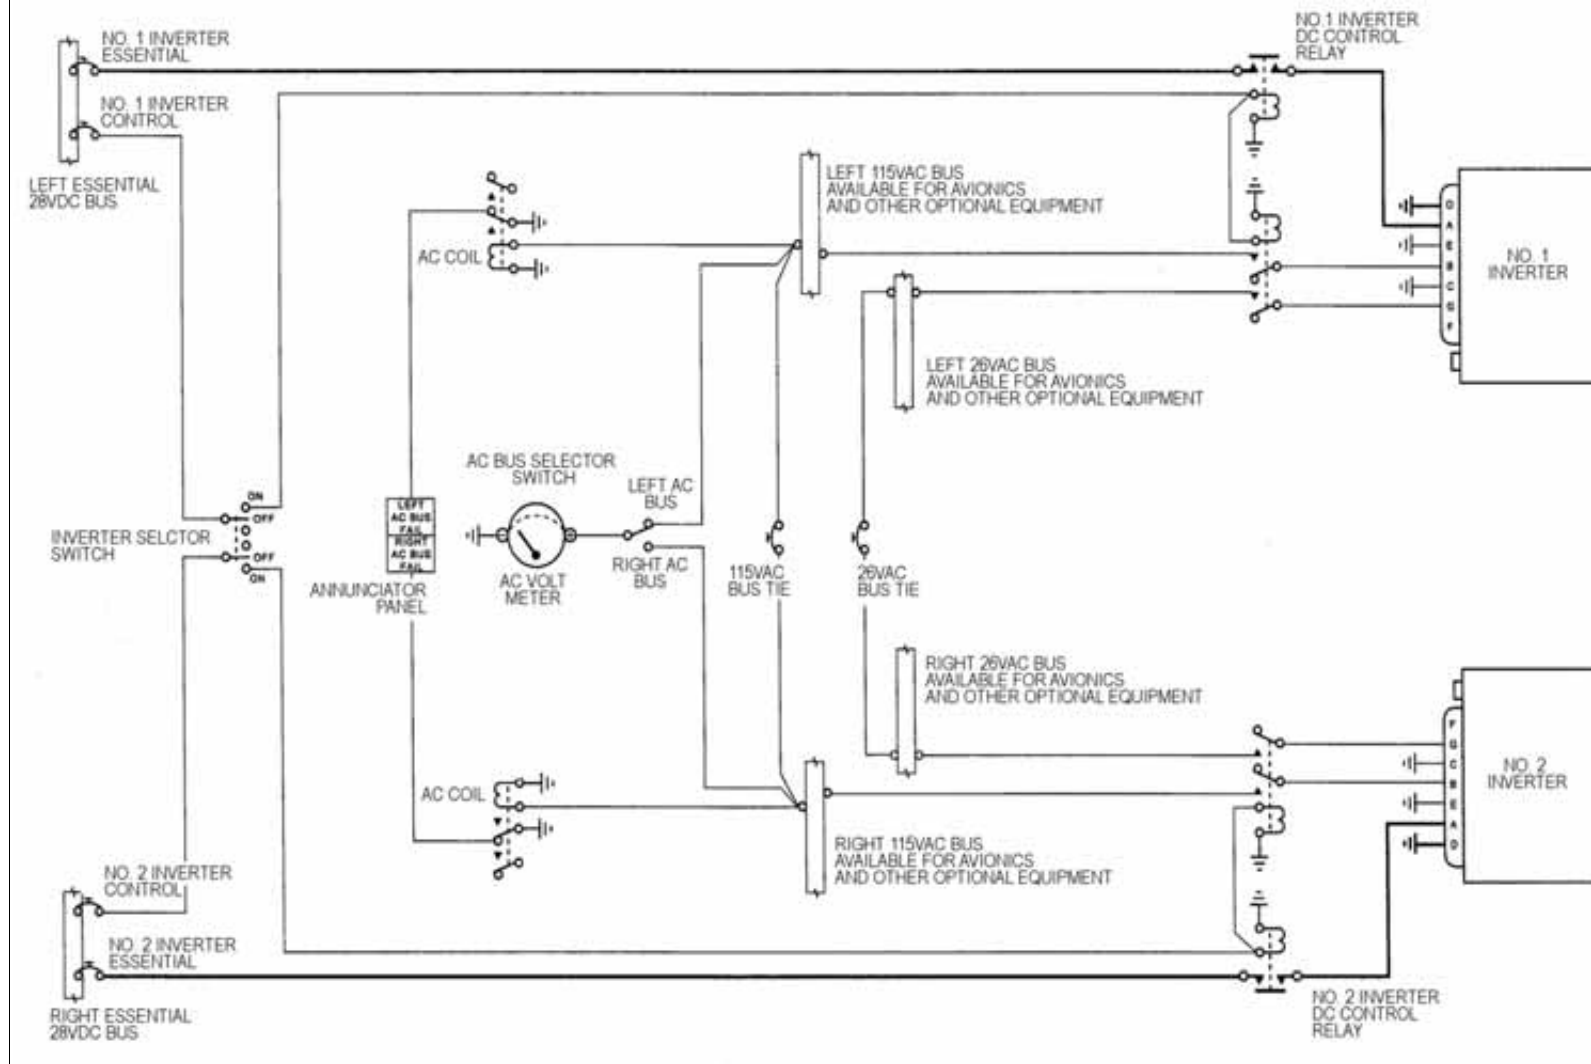 NO. 1 INVERTER
ESSENTIAL
NO. 1 INVERTER
CONTROL
LEFT ESSENTIAL
28VDC BUS
NO.1 INVERTER
DC CONTROL
RELAY
LEFT 115VAC BUS
AVAILABLE FOR AVIONICS
AND OTHER OPTIONAL EQUIPMENT
AC COIL
D
A
E
B
C
G
F
NO. 1
INVERTER
LEFT 26VAC BUS
AVAILABLE FOR AVIONICS
AND OTHER OPTIONAL EQUIPMENT
AC BUS SELECTOR
SWITCH
LEFT AC
BUS
ON
OFF
OFF
ON
INVERTER SELCTOR
SWITCH
LEFT
AC BUS
FAIL
RIGHT
AC BUS
FAIL
ANNUNCIATOR
PANEL
AC VOLT
METER
RIGHT AC
BUS
115VAC
BUS TIE
26VAC
BUS TIE
RIGHT 26VAC BUS
AVAILABLE FOR AVIONICS
AND OTHER OPTIONAL EQUIPMENT
F
G
C
B
E
A
D
NO. 2
INVERTER
AC COIL
RIGHT 115VAC BUS
AVAILABLE FOR AVIONICS
AND OTHER OPTIONAL EQUIPMENT
NO. 2 INVERTER
CONTROL
NO. 2 INVERTER
ESSENTIAL
RIGHT ESSENTIAL
28VDC BUS
NO. 2 INVERTER
DC CONTROL
RELAY